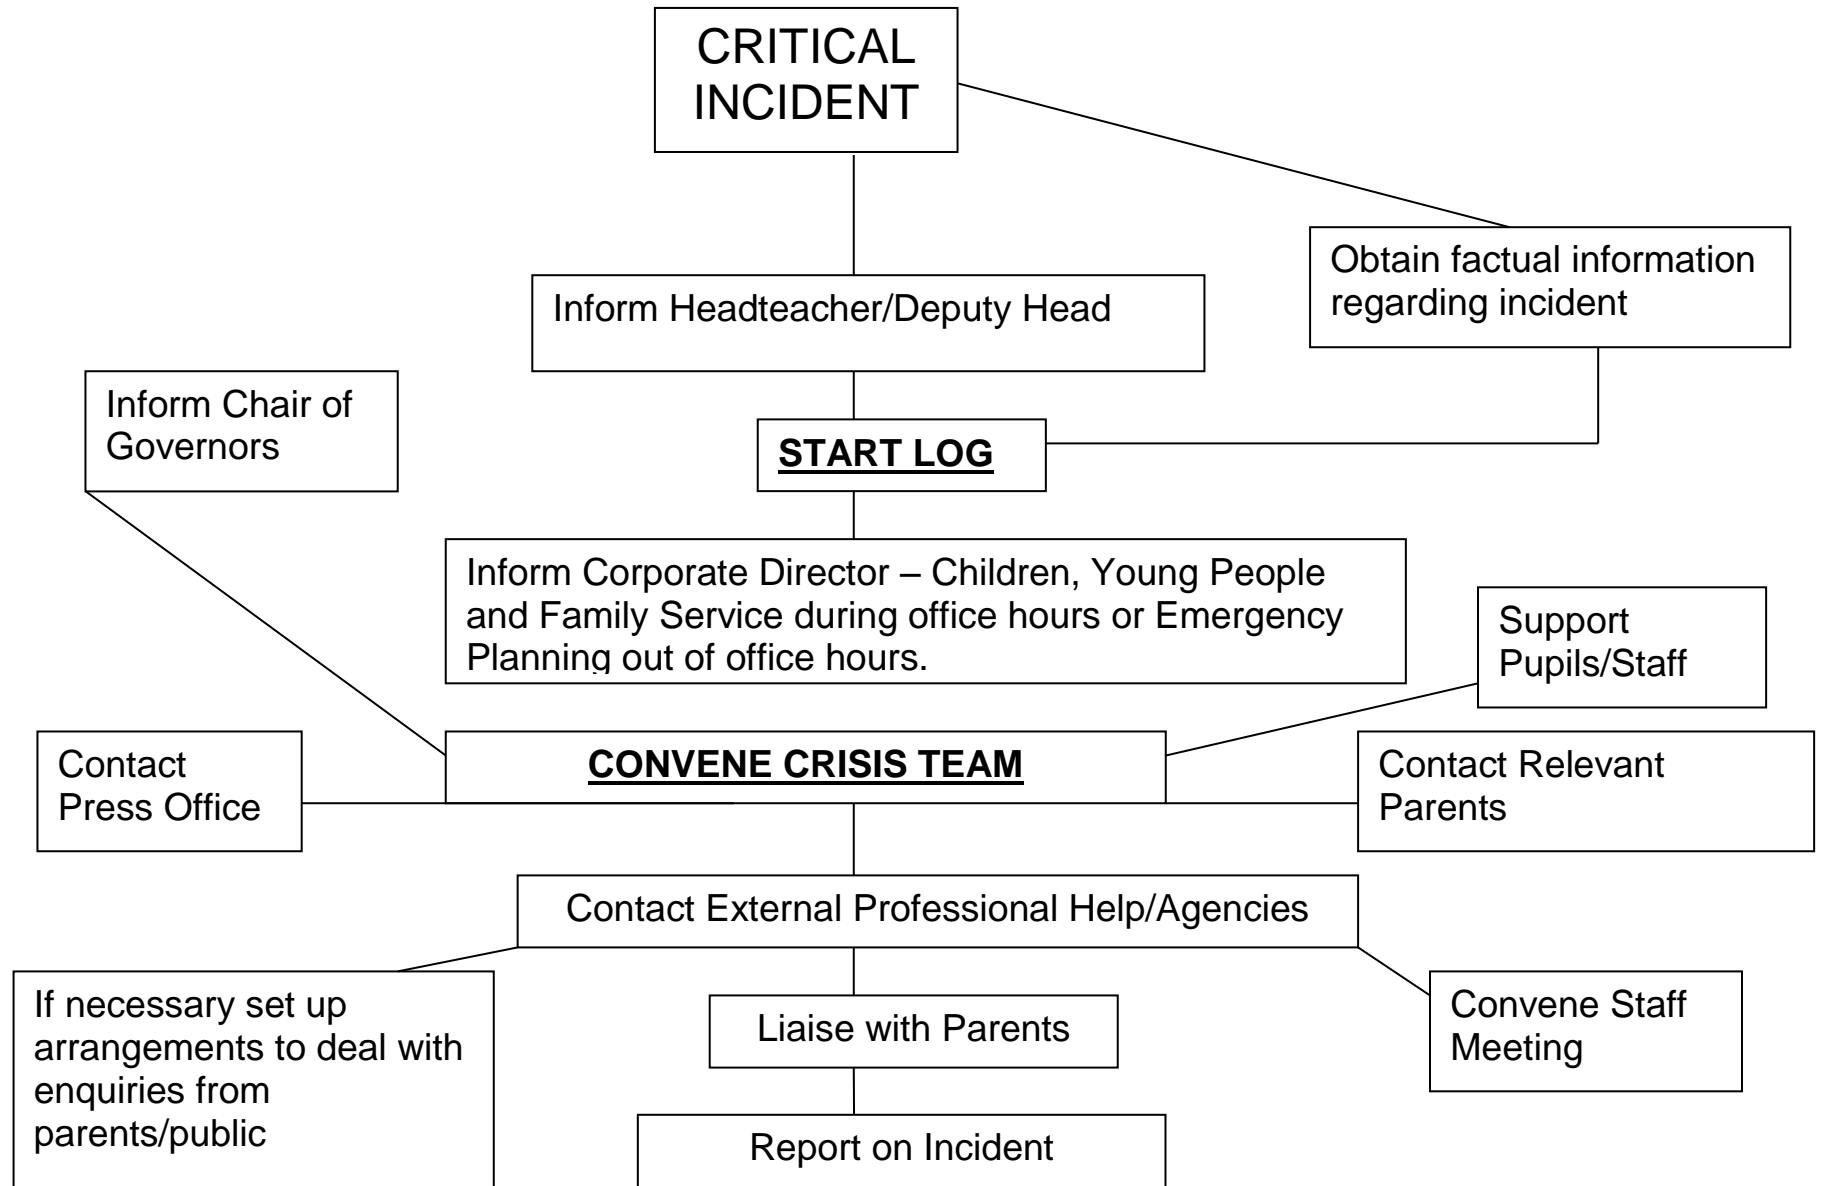 CRITICAL
INCIDENT
Obtain factual information
regarding incident
Inform Headteacher/Deputy Head
Inform Chair of
Governors
START LOG
Inform Corporate Director – Children, Young People
and Family Service during office hours or Emergency
Planning out of office hours.
Support
Pupils/Staff
Contact
Press Office
CONVENE CRISIS TEAM
Contact Relevant
Parents
Contact External Professional Help/Agencies
If necessary set up
arrangements to deal with
enquiries from
parents/public
Liaise with Parents
Convene Staff
Meeting
Report on Incident